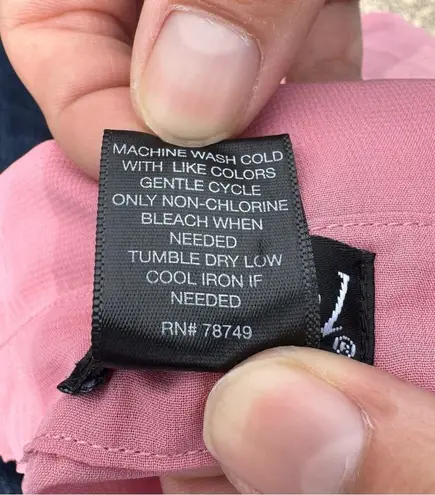 MACHINE WASH COLD
WITH LIKE COLORS
GENTLE CYCLE
ONLY NON-CHLORINE
BLEACH WHEN
NEEDED
TUMBLE DRY LOW
COOL IRON IF
NEEDED
RN# 78749
®